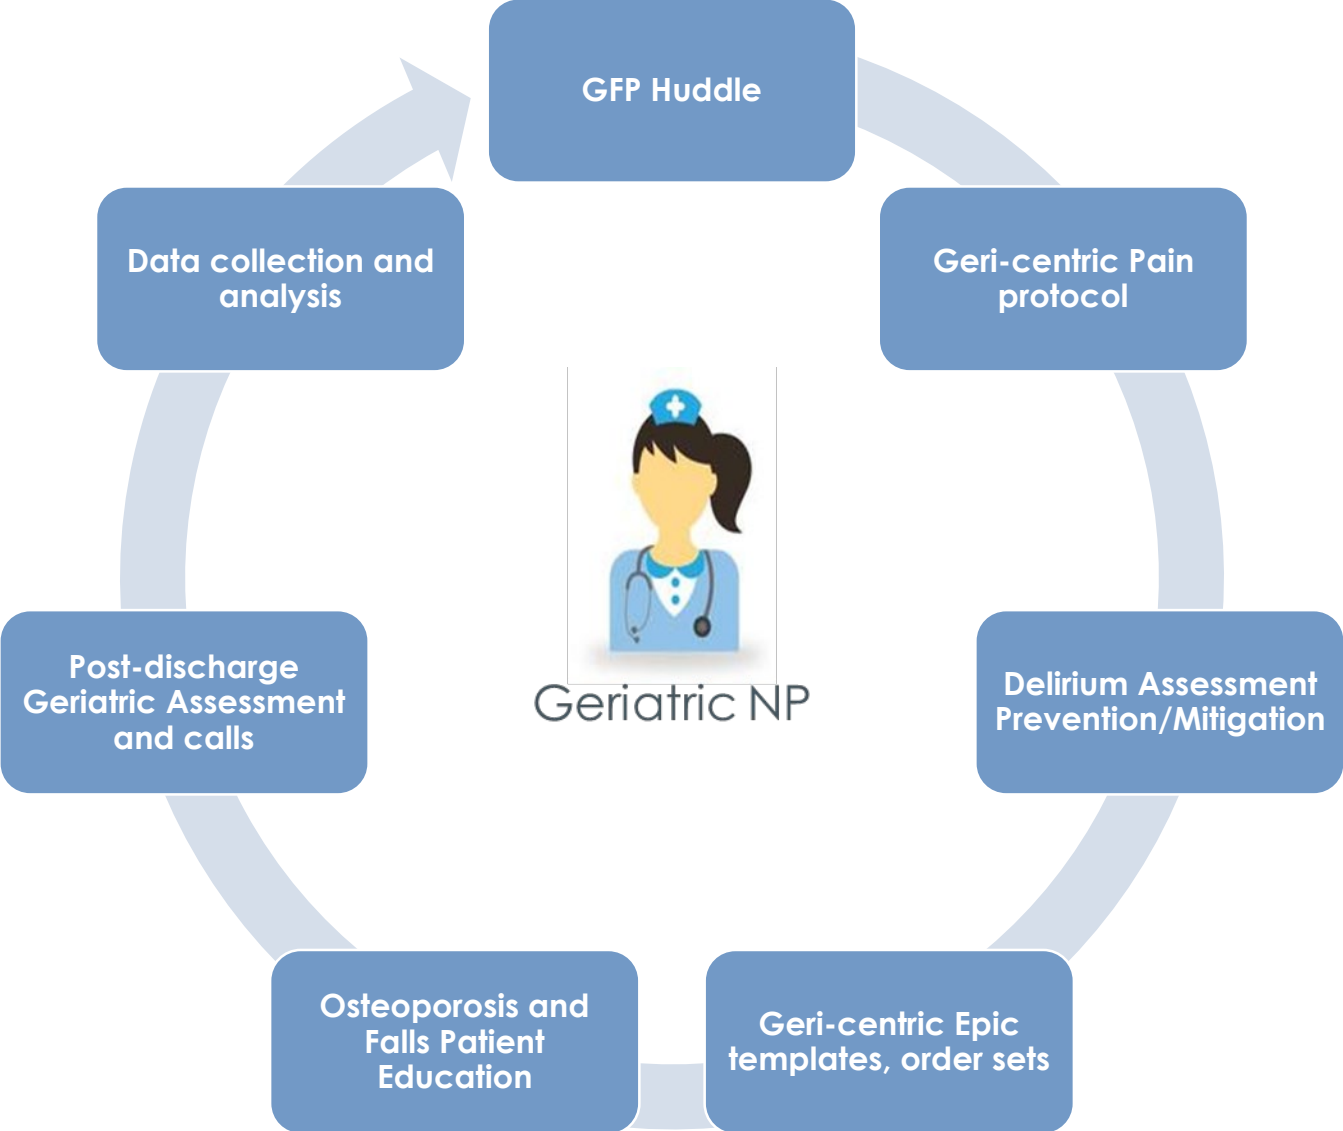 GFP Huddle
Geri-centric Pain
protocol
Delirium Assessment
Prevention/Mitigation
Geri-centric Epic
templates, order sets
Osteoporosis and
Falls Patient
Education
Post-discharge
Geriatric Assessment
and calls
Data collection and
analysis
Geriatric NP